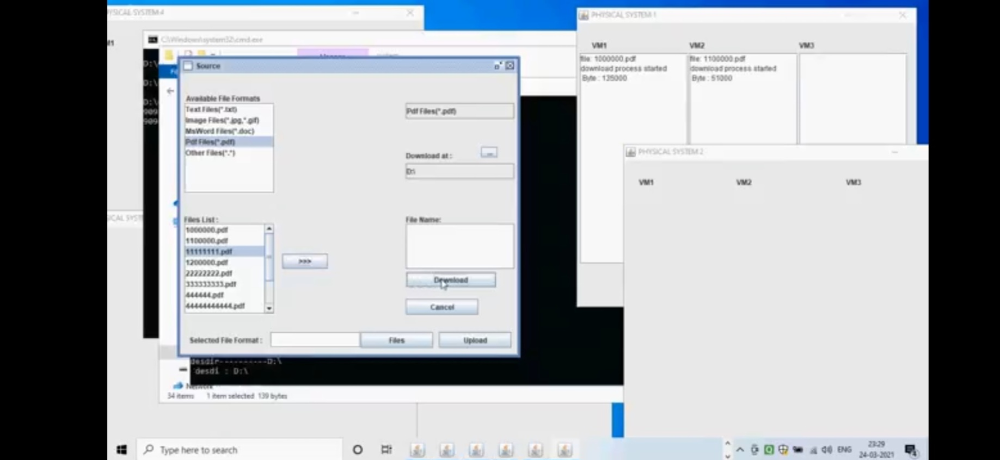 YSICAL SYSTEM 4
PHYSICAL SYSTEM 1
C:\Windows\system32\cmd.exe
VM1
VM2
VM3
file: 1000000.pdf
download process started
Byte : 135000
file: 1100000.pdf
download process started
Byte : 51000
Source
D:\
D:\
D:\
909
909
Available File Formats
Text Files(*.txt)
Image Files(*.jpg,*.gif)
MsWord Files(*.doc)
Pdf Files(*.pdf)
Other Files(*.*)
Pdf Files(*.pdf)
Download at :
...
D:\
PHYSICAL SYSTEM 2
VM1
VM2
VM3
SICAL SYST
Files List :
1000000.pdf
1100000.pdf
11111111.pdf
1200000.pdf
22222222.pdf
333333333.pdf
444444.pdf
44444444444.pdf
>>>
File Name:
Download
Cancel
Selected File Format :
Files
Upload
desdir----------D:\
desdi : D:\
Network
34 items
1 item selected 139 bytes
Type here to search
ENG
23:29
24-03-2021
4